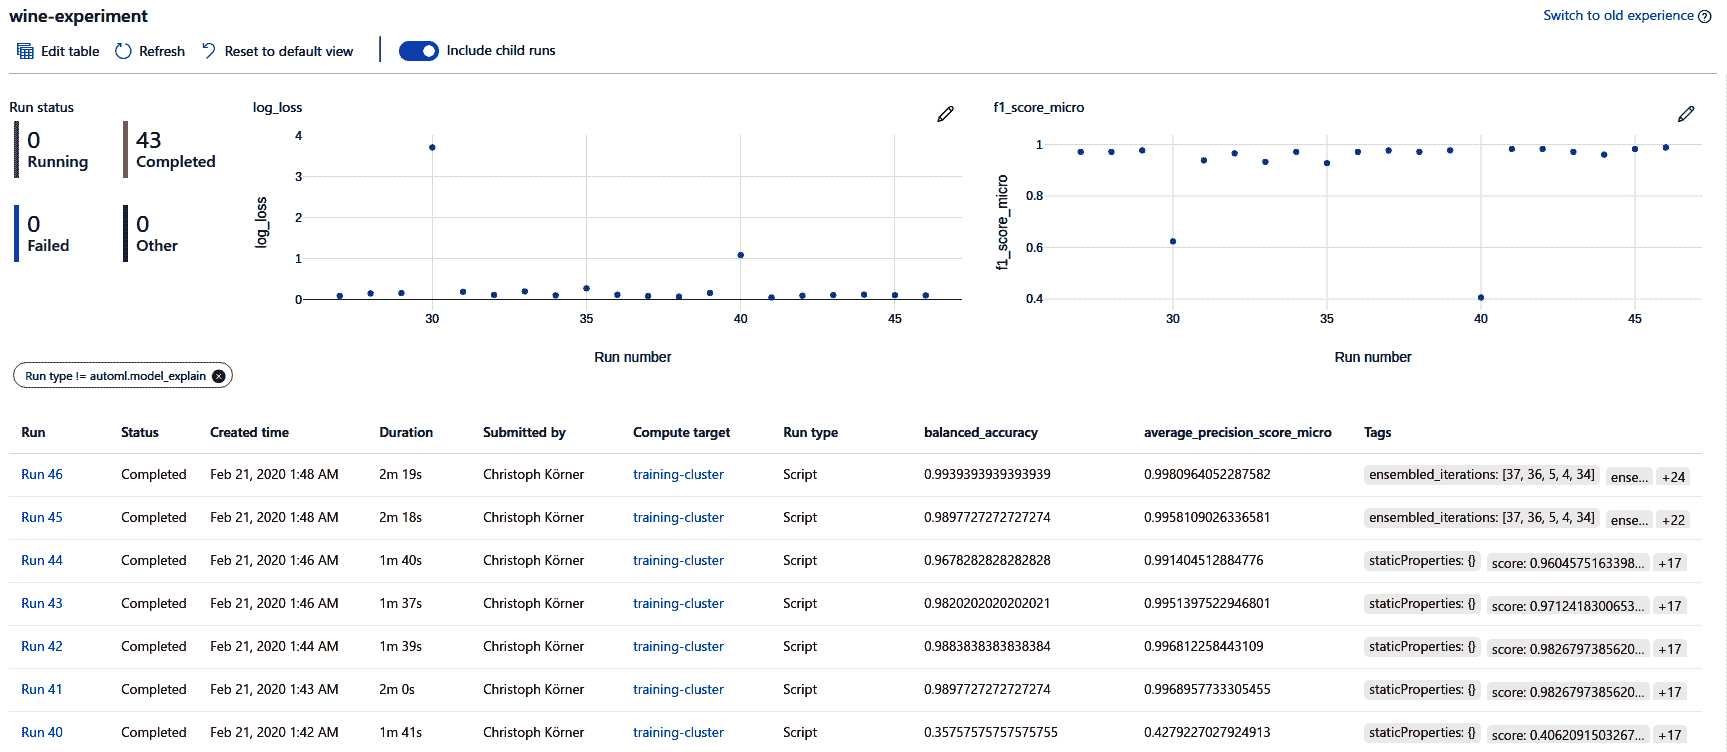 wine-experiment
Switch to old experience
Edit table Refresh Reset to default view Include child runs
Run status
0 Running
43 Completed
0 Failed
0 Other
log_loss
4
3
2
1
0
log_loss
30 35 40 45
Run number
f1_score_micro
1
0.8
0.6
0.4
f1_score_micro
30 35 40 45
Run number
Run type != automl.model_explain
Run Status Created time Duration Submitted by Compute target Run type balanced_accuracy average_precision_score_micro Tags
Run 46 Completed Feb 21, 2020 1:48 AM 2m 19s Christoph Körner training-cluster Script 0.9939393939393939 0.9980964052287582 ensembled_iterations: [37, 36, 5, 4, 34] ense... +24
Run 45 Completed Feb 21, 2020 1:48 AM 2m 18s Christoph Körner training-cluster Script 0.9897727272727274 0.9958109026336581 ensembled_iterations: [37, 36, 5, 4, 34] ense... +22
Run 44 Completed Feb 21, 2020 1:46 AM 1m 40s Christoph Körner training-cluster Script 0.9678282828282828 0.991404512884776 staticProperties: {} score: 0.9604575163398... +17
Run 43 Completed Feb 21, 2020 1:46 AM 1m 37s Christoph Körner training-cluster Script 0.9820202020202021 0.9951397522946801 staticProperties: {} score: 0.9712418300653... +17
Run 42 Completed Feb 21, 2020 1:44 AM 1m 39s Christoph Körner training-cluster Script 0.9883838383838384 0.996812258443109 staticProperties: {} score: 0.9826797385620... +17
Run 41 Completed Feb 21, 2020 1:43 AM 2m 0s Christoph Körner training-cluster Script 0.9897727272727274 0.9968957733305455 staticProperties: {} score: 0.9826797385620... +17
Run 40 Completed Feb 21, 2020 1:42 AM 1m 41s Christoph Körner training-cluster Script 0.35757575757575755 0.4279227027924913 staticProperties: {} score: 0.4062091503267... +17